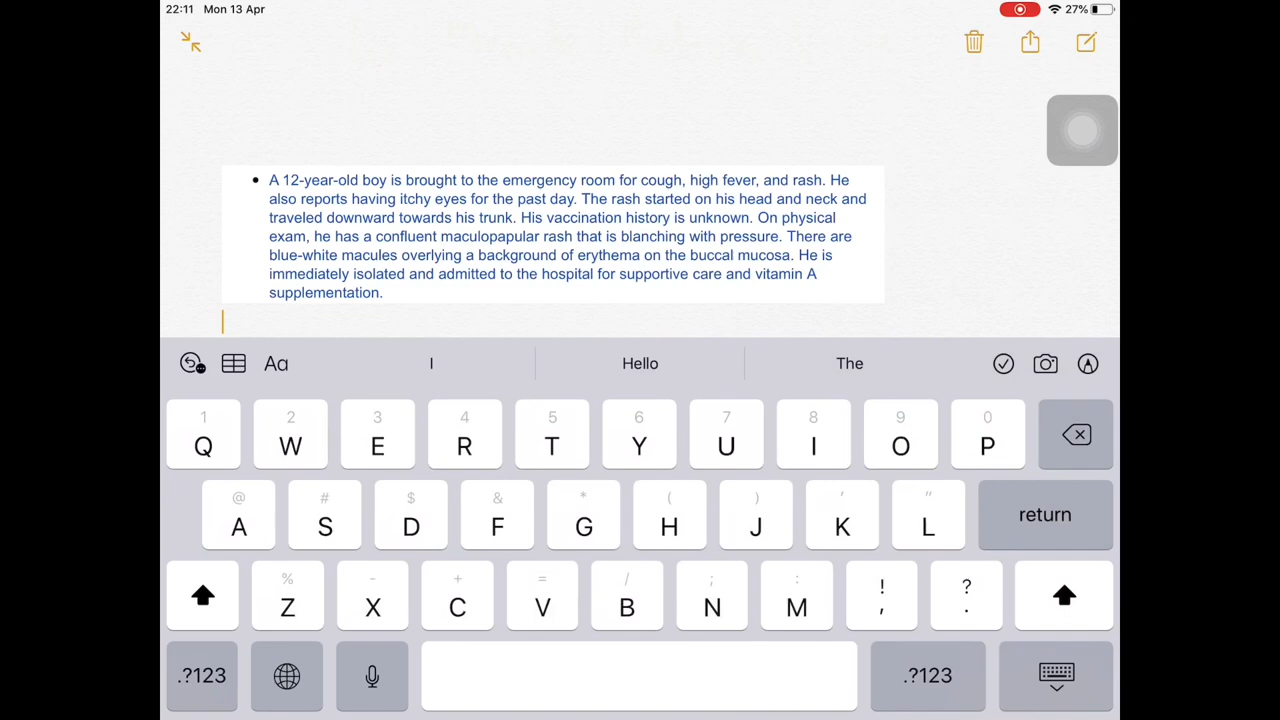 22:11 Mon 13 Apr 27%
• A 12-year-old boy is brought to the emergency room for cough, high fever, and rash. He
also reports having itchy eyes for the past day. The rash started on his head and neck and
traveled downward towards his trunk. His vaccination history is unknown. On physical
exam, he has a confluent maculopapular rash that is blanching with pressure. There are
blue-white macules overlying a background of erythema on the buccal mucosa. He is
immediately isolated and admitted to the hospital for supportive care and vitamin A
supplementation.
Aa I Hello The
1 2 3 4 5 6 7 8 9 0
Q W E R T Y U I O P
@ # $ & * ( ) ' "
A S D F G H J K L return
% - + = / ; : ! ?
Z X C V B N M , .
.?123 .?123